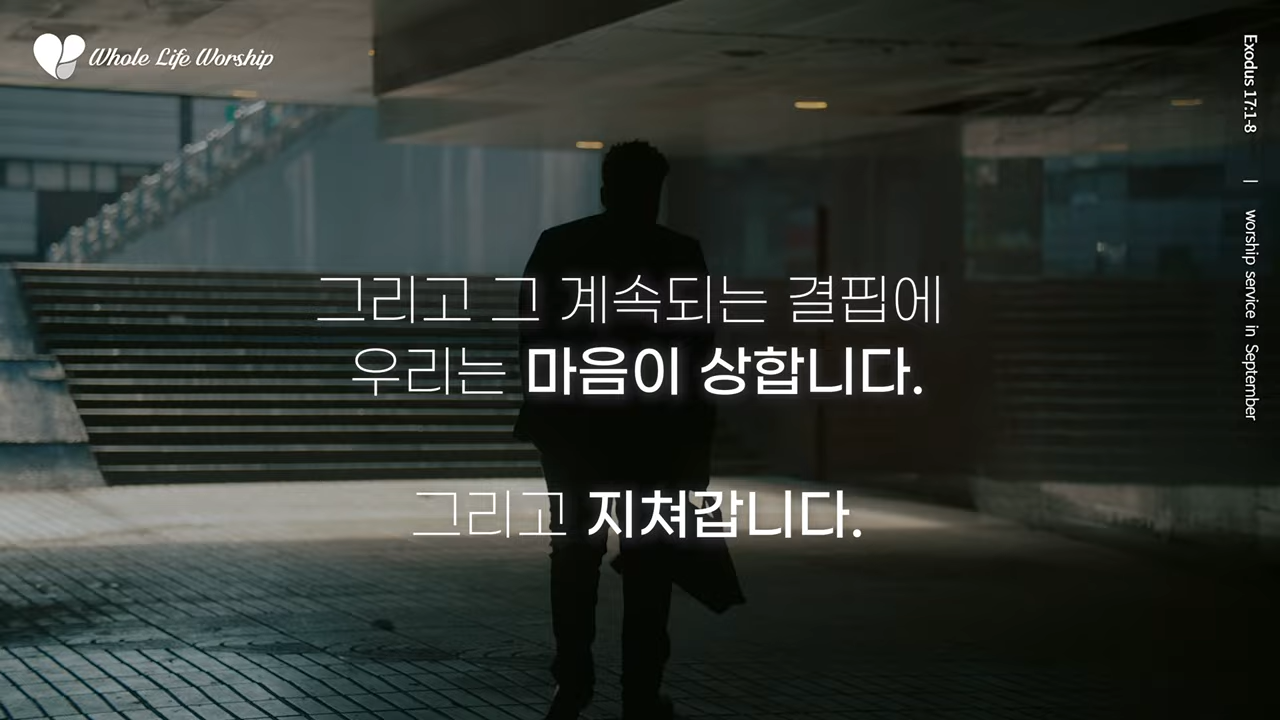 Whole Life Worship
그리고 그 계속되는 결핍에
우리는 마음이 상합니다.
그리고 지쳐갑니다.
Exodus 17:1-8 | worship service in September